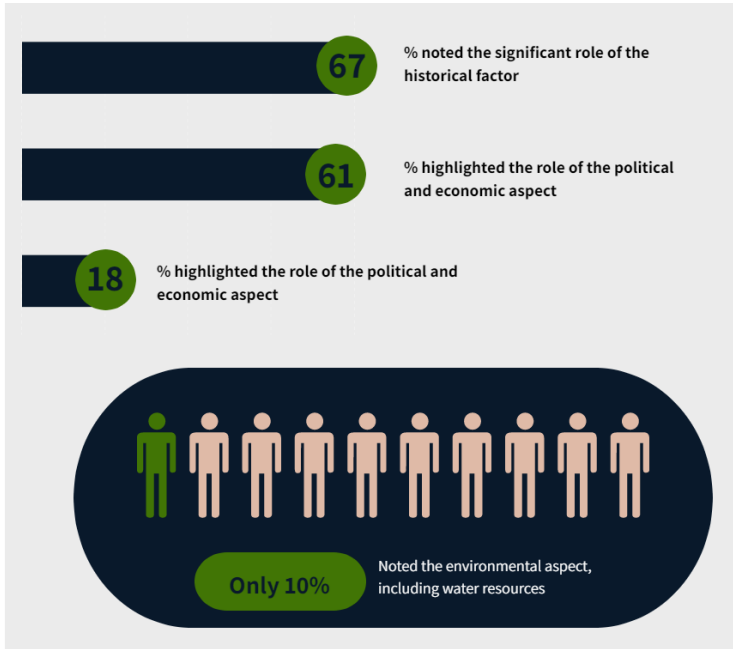 67
% noted the significant role of the
historical factor
61
% highlighted the role of the political
and economic aspect
18
% highlighted the role of the political and
economic aspect
Only 10%
Noted the environmental aspect,
including water resources